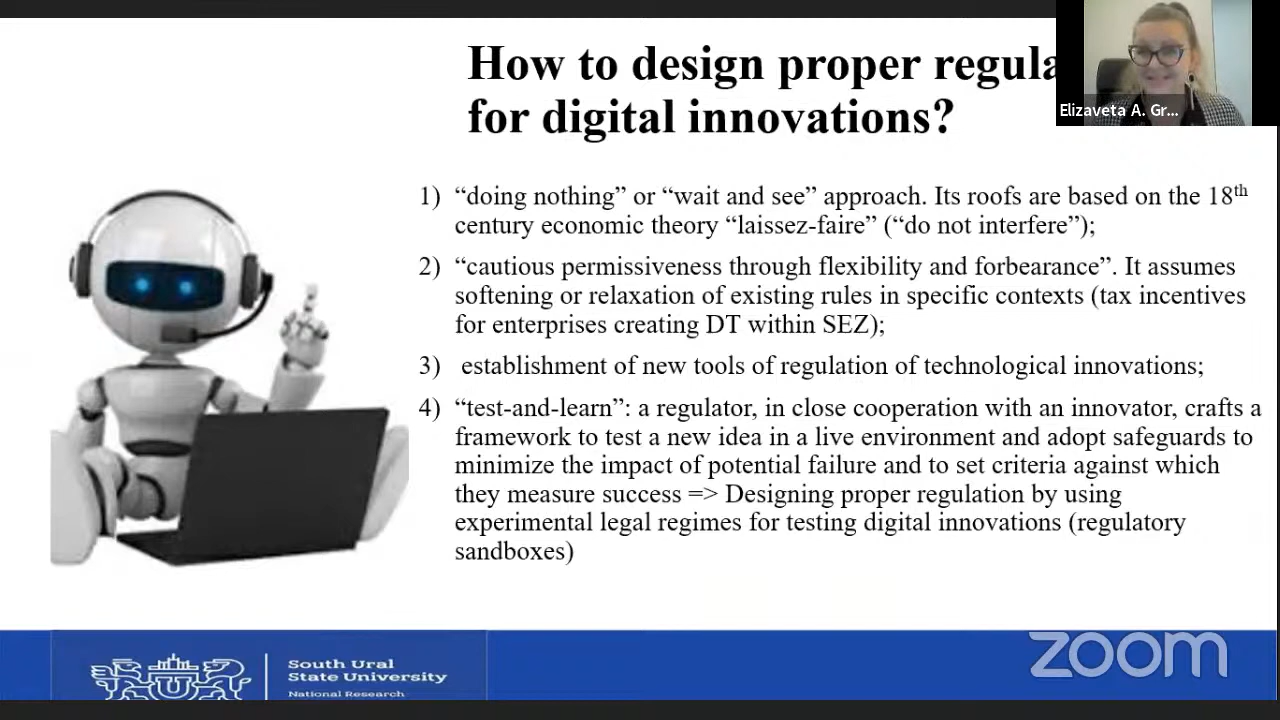 How to design proper regula
for digital innovations?
Elizaveta A. Gr...
1) “doing nothing” or “wait and see” approach. Its roofs are based on the 18th
century economic theory “laissez-faire” (“do not interfere”);
2) “cautious permissiveness through flexibility and forbearance”. It assumes
softening or relaxation of existing rules in specific contexts (tax incentives
for enterprises creating DT within SEZ);
3) establishment of new tools of regulation of technological innovations;
4) “test-and-learn”: a regulator, in close cooperation with an innovator, crafts a
framework to test a new idea in a live environment and adopt safeguards to
minimize the impact of potential failure and to set criteria against which
they measure success => Designing proper regulation by using
experimental legal regimes for testing digital innovations (regulatory
sandboxes)
South Ural
State University
National Research
zoom